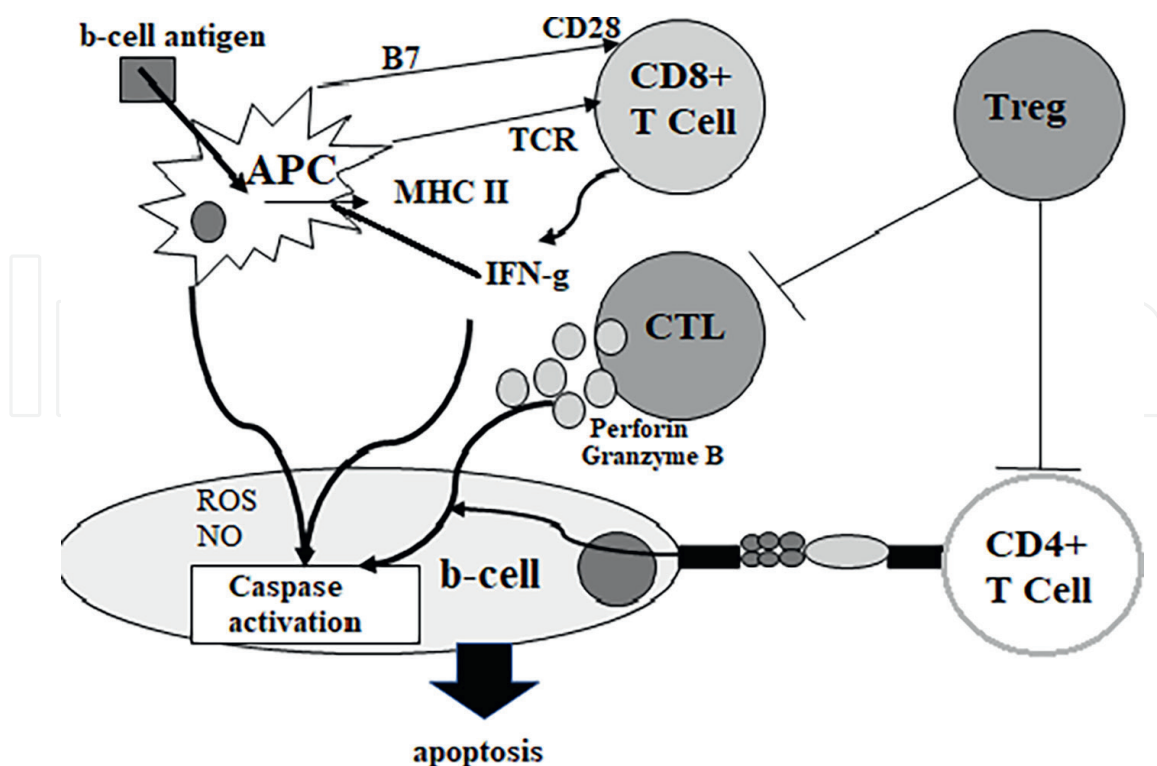 b-cell antigen
B7
CD28
CD8+
T Cell
Treg
TCR
APC
MHC II
IFN-g
CTL
Perforin
Granzyme B
ROS
NO
Caspase
activation
b-cell
CD4+
T Cell
apoptosis